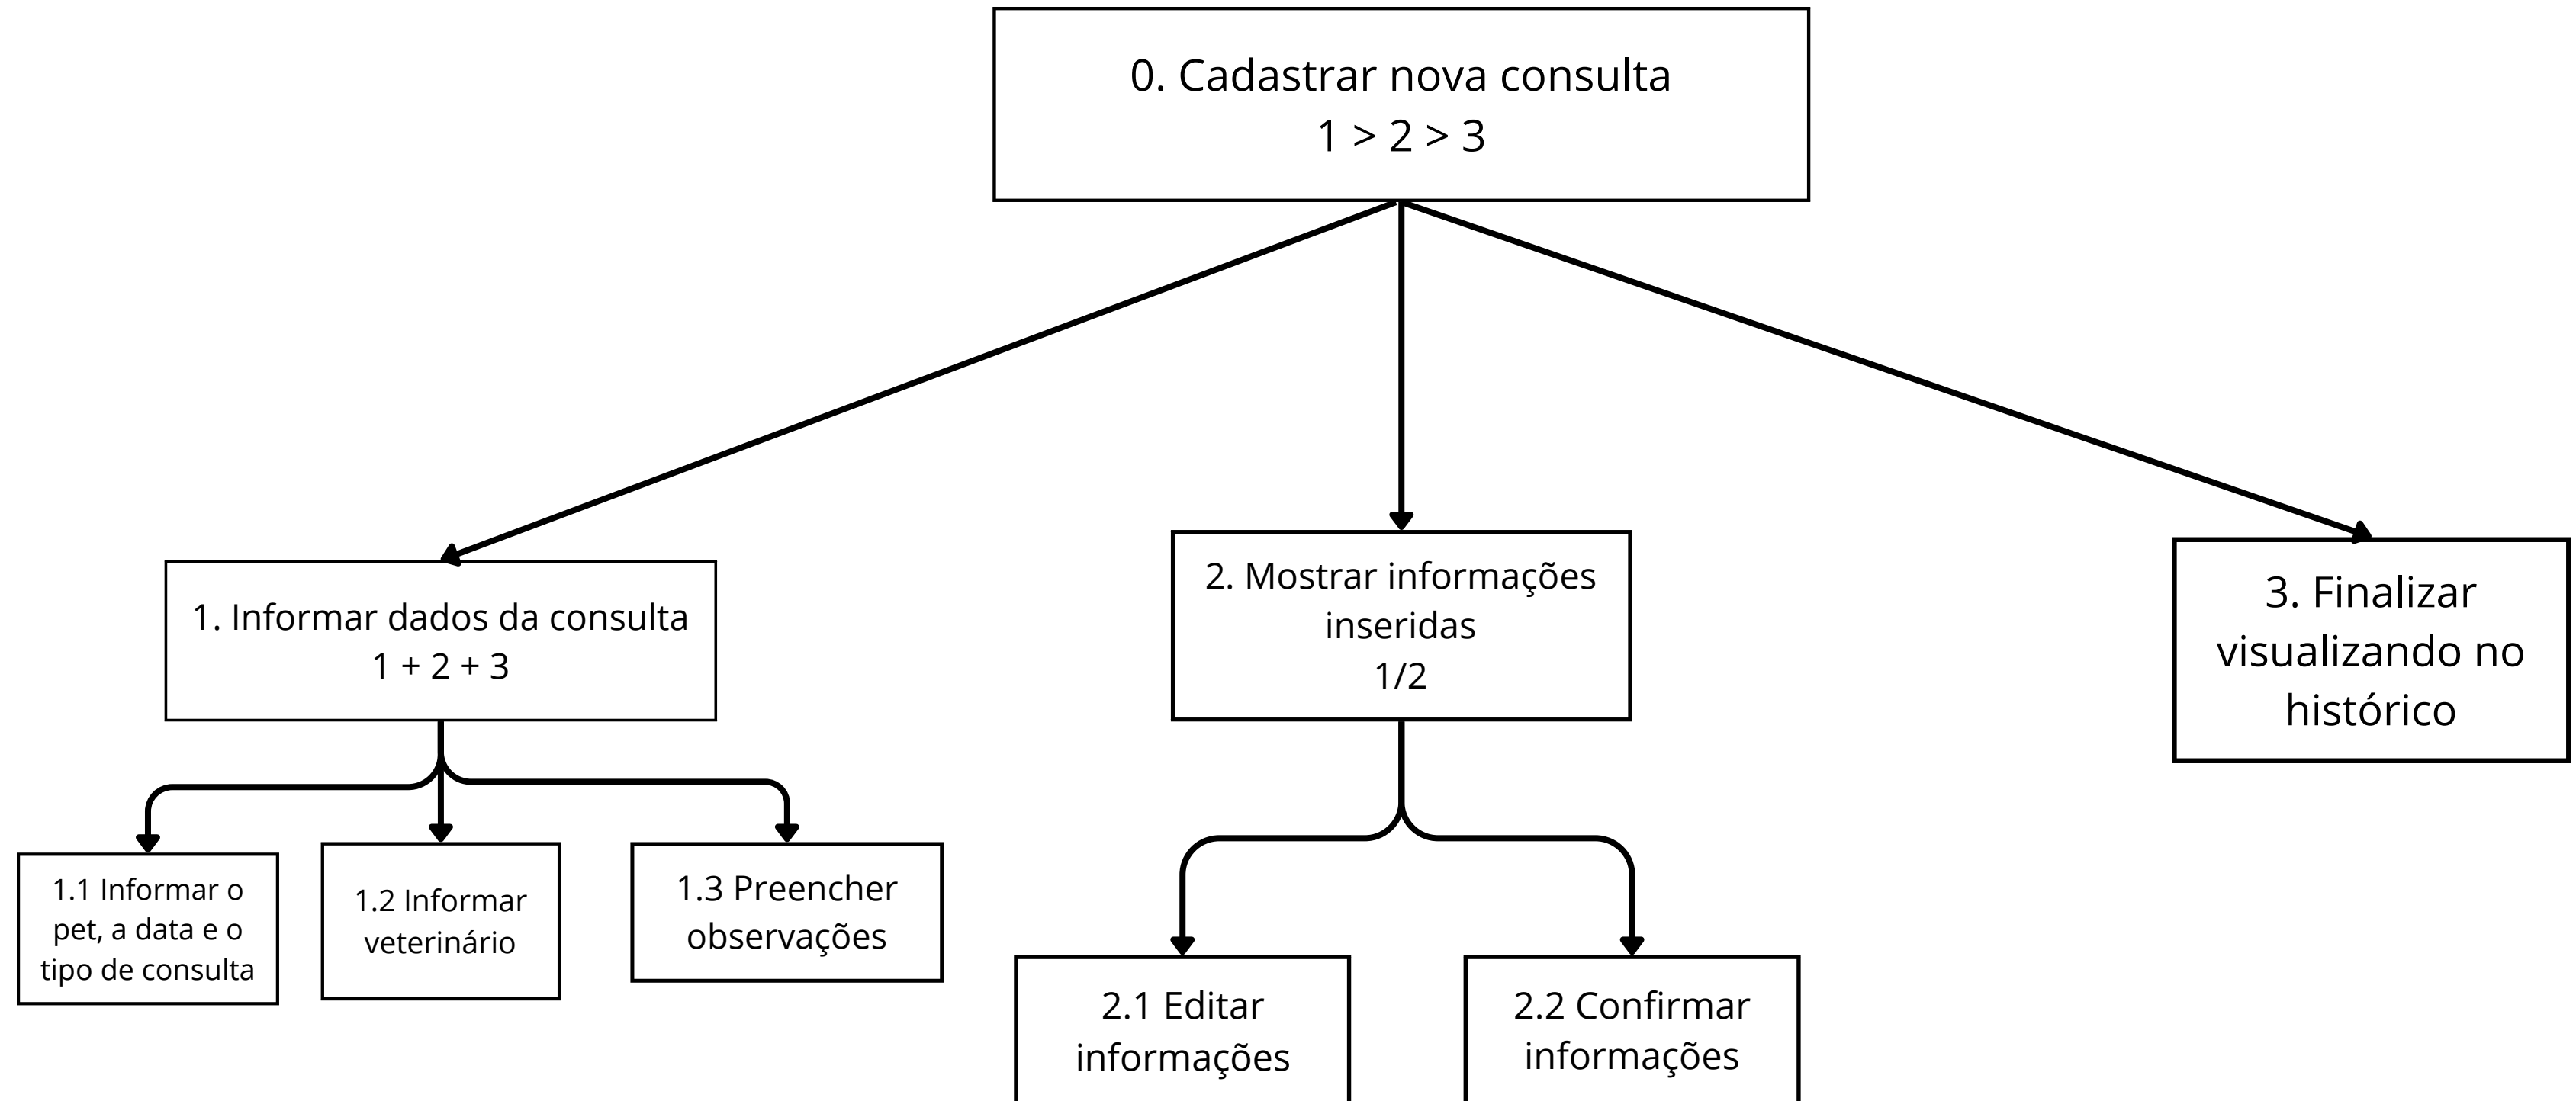 0. Cadastrar nova consulta
1 > 2 > 3
1. Informar dados da consulta
1 + 2 + 3
2. Mostrar informações
inseridas
1/2
3. Finalizar
visualizando no
histórico
1.1 Informar o
pet, a data e o
tipo de consulta
1.2 Informar
veterinário
1.3 Preencher
observações
2.1 Editar
informações
2.2 Confirmar
informações